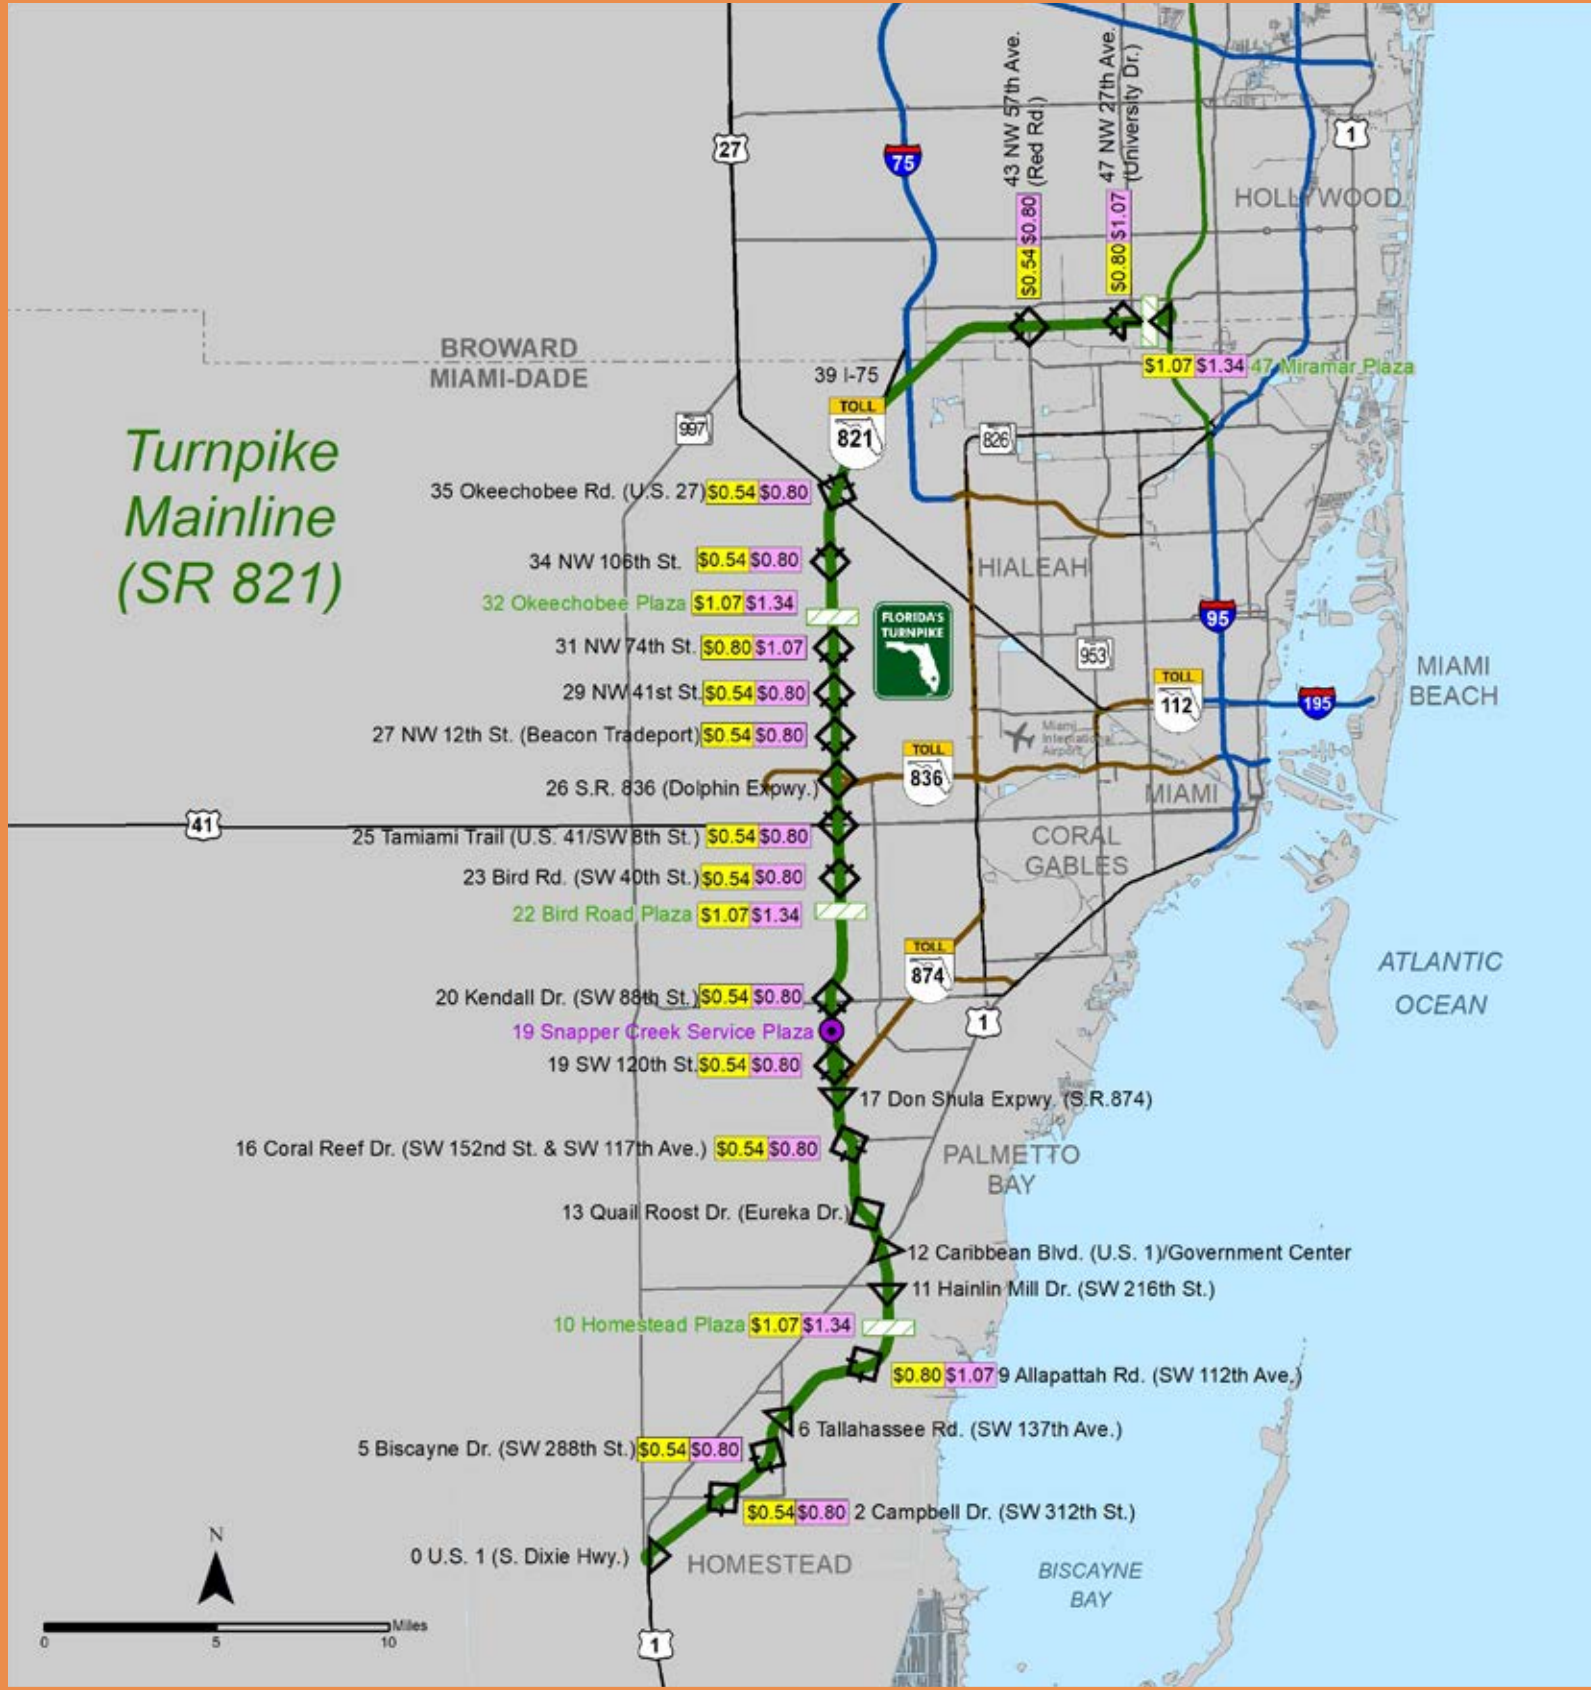 27
75
43 NW 57th Ave.
(Red Rd.)
$0.54 $0.80
47 NW 27th Ave.
(University Dr.)
$0.80 $1.07
1
HOLLYWOOD
BROWARD
MIAMI-DADE
39 I-75
$1.07 $1.34 47 Miramar Plaza
Turnpike
Mainline
(SR 821)
997
TOLL
821
826
35 Okeechobee Rd. (U.S. 27) $0.54 $0.80
34 NW 106th St. $0.54 $0.80
HIALEAH
32 Okeechobee Plaza $1.07 $1.34
FLORIDA'S
TURNPIKE
95
31 NW 74th St. $0.80 $1.07
953
MIAMI
BEACH
29 NW 41st St. $0.54 $0.80
TOLL
112
195
27 NW 12th St. (Beacon Tradeport) $0.54 $0.80
Miami
International
Airport
TOLL
836
26 S.R. 836 (Dolphin Expwy.)
MIAMI
41
25 Tamiami Trail (U.S. 41/SW 8th St.) $0.54 $0.80
CORAL
GABLES
23 Bird Rd. (SW 40th St.) $0.54 $0.80
22 Bird Road Plaza $1.07 $1.34
TOLL
874
ATLANTIC
OCEAN
20 Kendall Dr. (SW 88th St.) $0.54 $0.80
1
19 Snapper Creek Service Plaza
19 SW 120th St. $0.54 $0.80
17 Don Shula Expwy. (S.R.874)
16 Coral Reef Dr. (SW 152nd St. & SW 117th Ave.) $0.54 $0.80
PALMETTO
BAY
13 Quail Roost Dr. (Eureka Dr.)
12 Caribbean Blvd. (U.S. 1)/Government Center
11 Hainlin Mill Dr. (SW 216th St.)
10 Homestead Plaza $1.07 $1.34
$0.80 $1.07 9 Allapattah Rd. (SW 112th Ave.)
6 Tallahassee Rd. (SW 137th Ave.)
5 Biscayne Dr. (SW 288th St.) $0.54 $0.80
$0.54 $0.80 2 Campbell Dr. (SW 312th St.)
N
0 U.S. 1 (S. Dixie Hwy.)
HOMESTEAD
BISCAYNE
BAY
Miles
0 5 10
1